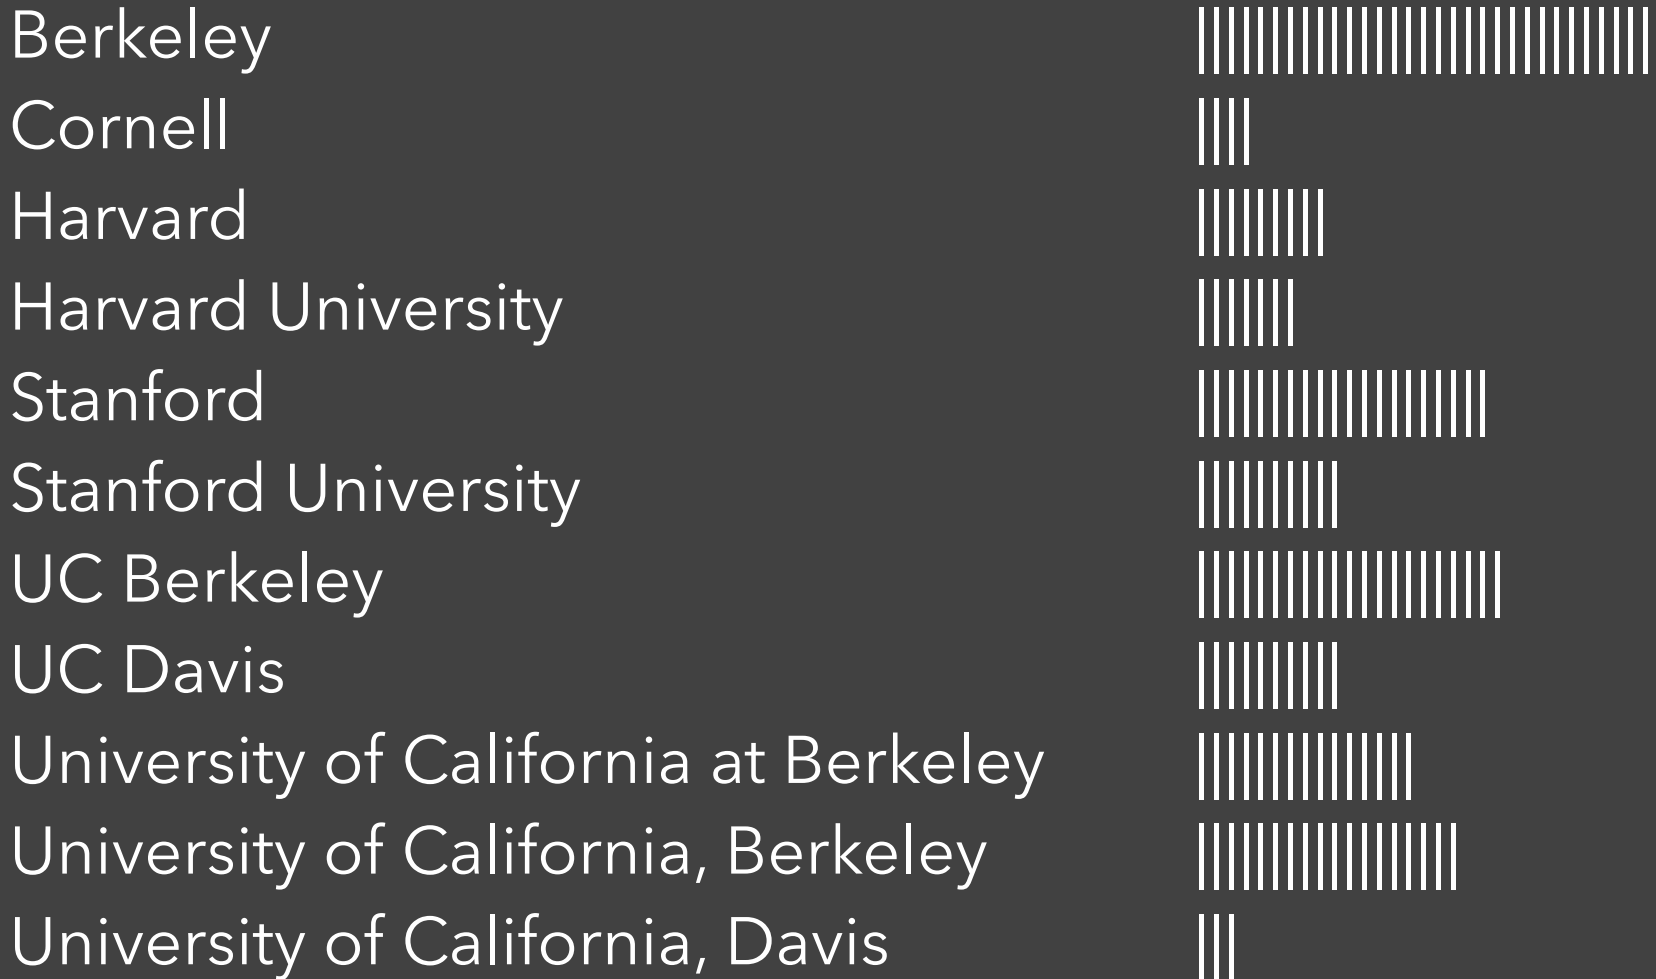 Berkeley |||||||||||||||||||||||||||||||
Cornell ||||
Harvard |||||||||
Harvard University |||||||
Stanford ||||||||||||||||||||
Stanford University ||||||||||
UC Berkeley |||||||||||||||||||||
UC Davis ||||||||||
University of California at Berkeley |||||||||||||||
University of California, Berkeley ||||||||||||||||||
University of California, Davis |||